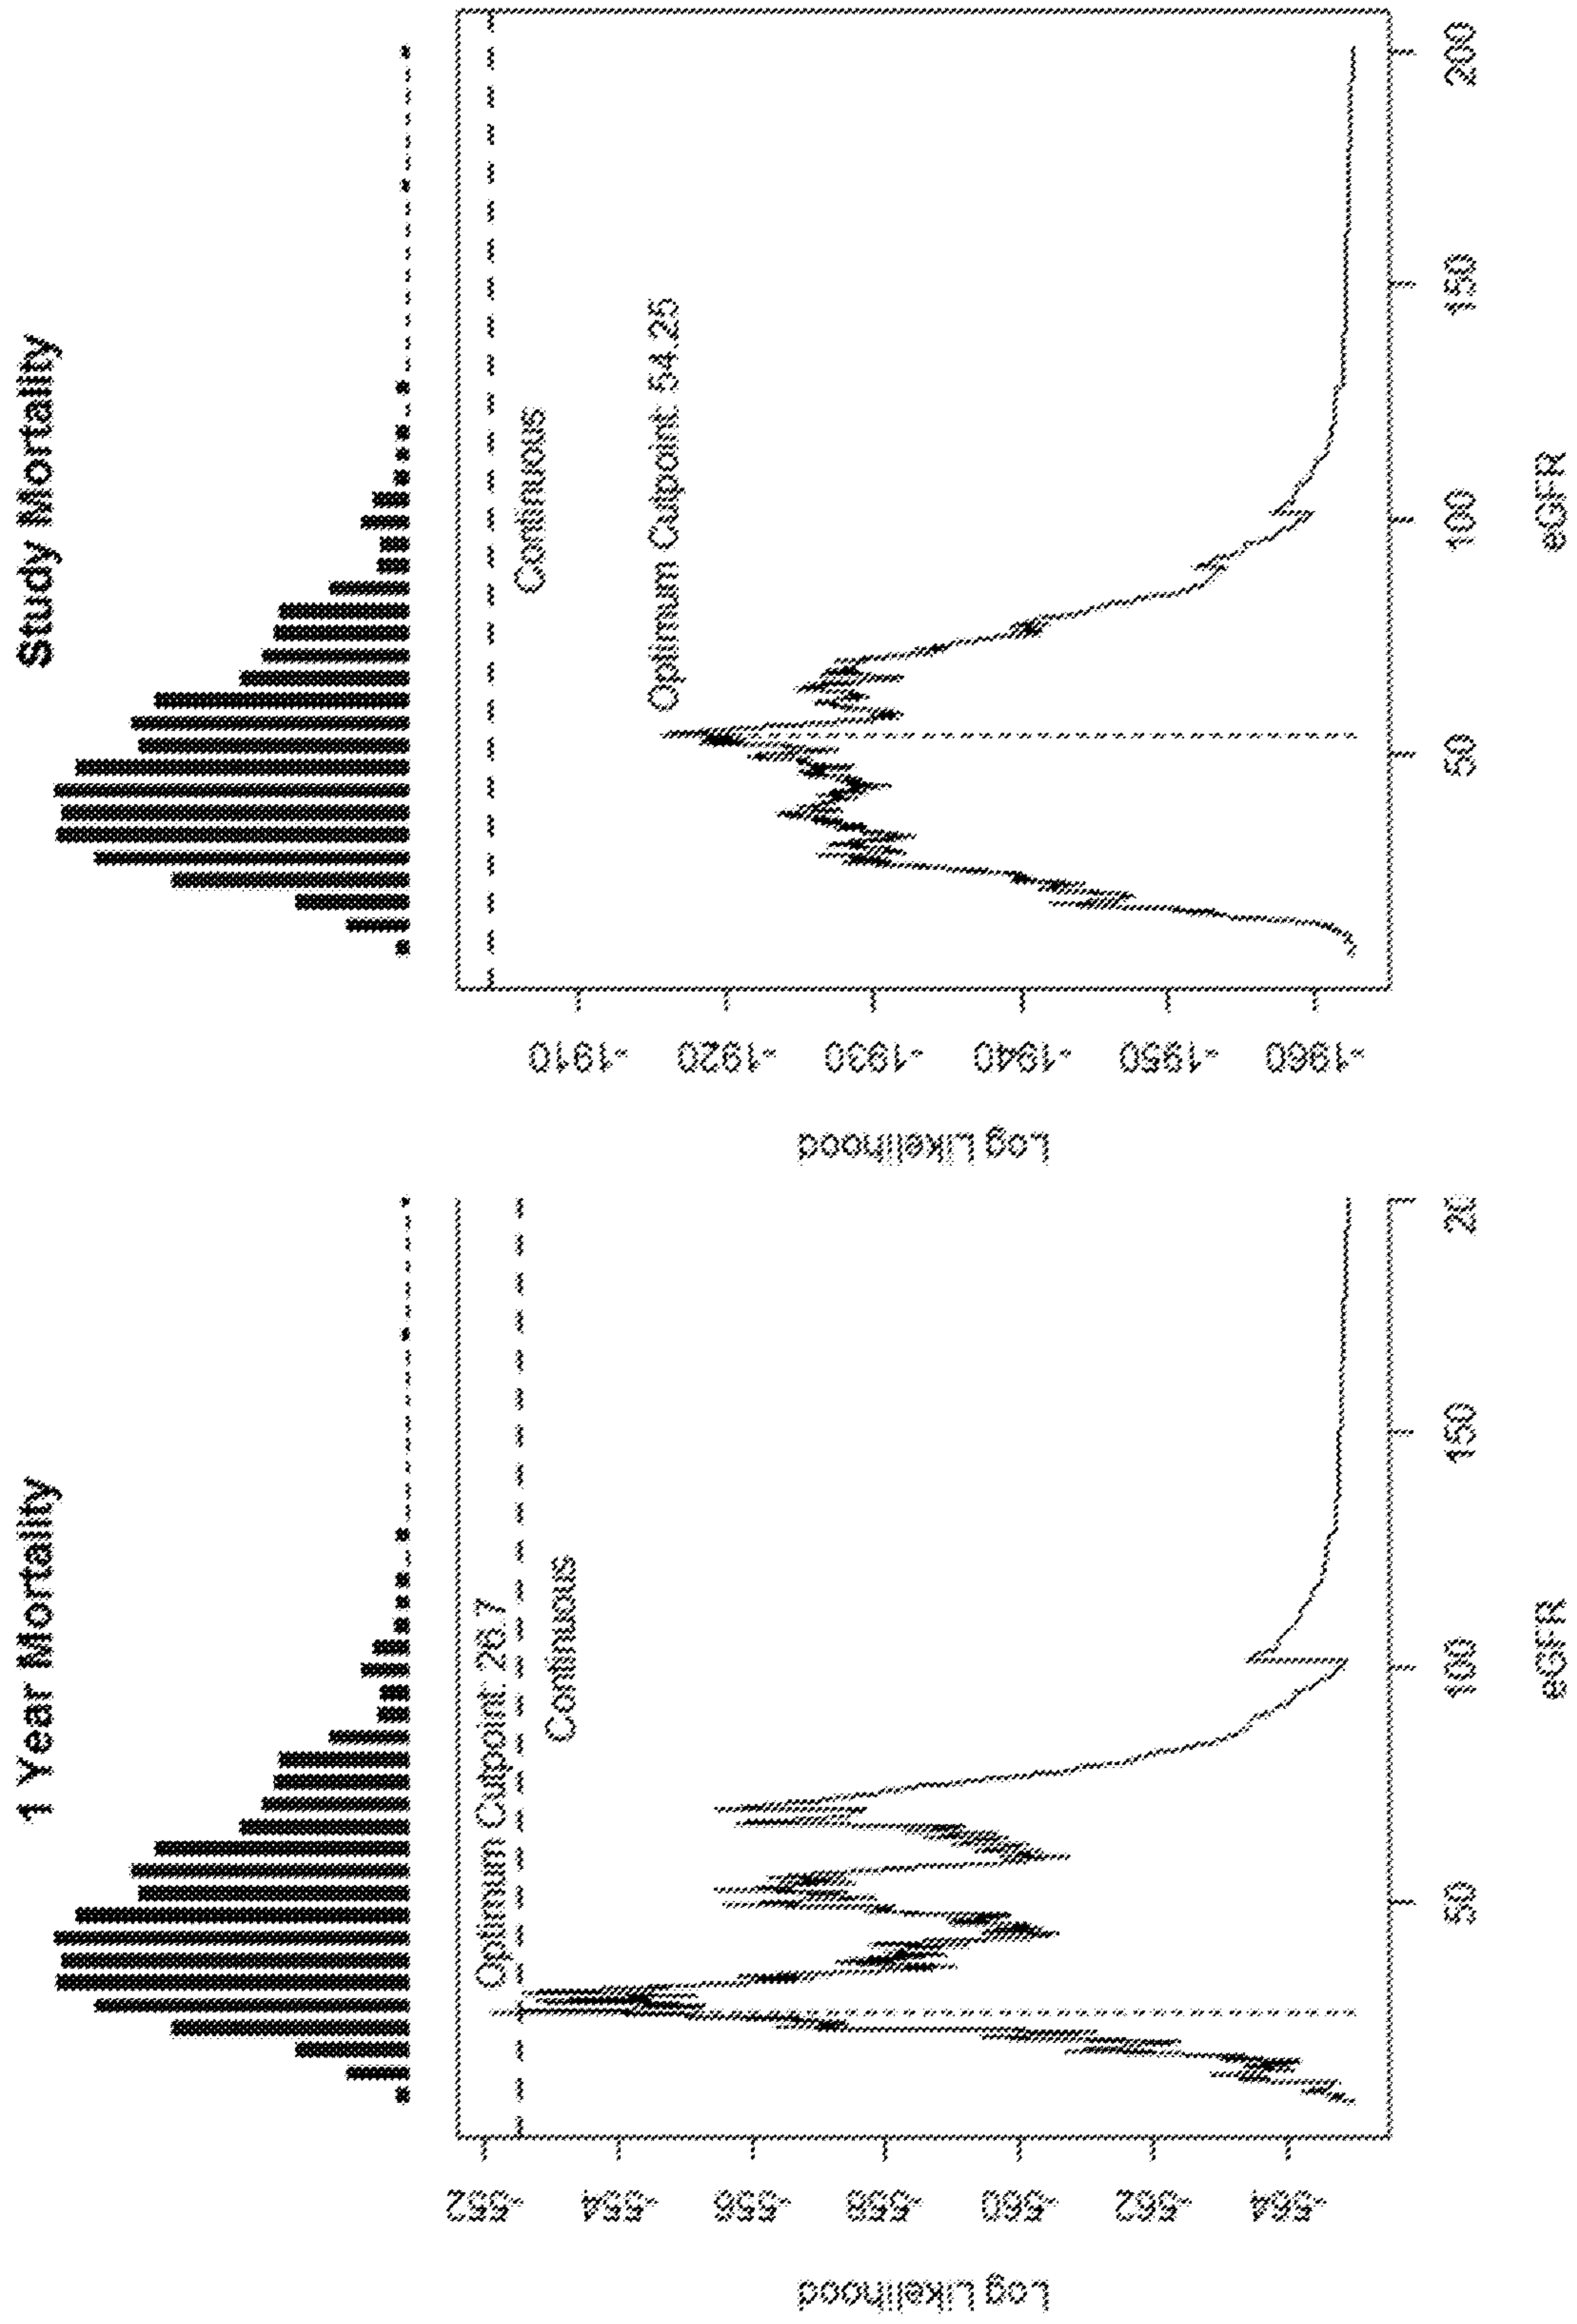 1 Year Mortality
Optimum Cutpoint: 26.7
Continuous
-552
-554
-556
-558
-560
-562
-564
Log Likelihood
50
100
150
20
eGFR
Study Mortality
Continuous
Optimum Cutpoint: 54.25
-1910
-1920
-1930
-1940
-1950
-1960
Log Likelihood
50
100
150
200
eGFR